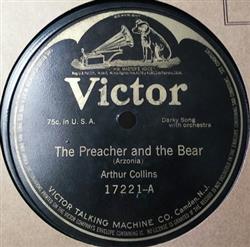 "HIS MASTER'S VOICE"
Victor
75c. in U. S. A.
Darky Song
with orchestra
The Preacher and the Bear
(Arzonia)
Arthur Collins
17221-A
VICTOR TALKING MACHINE CO. Camden, N.J.